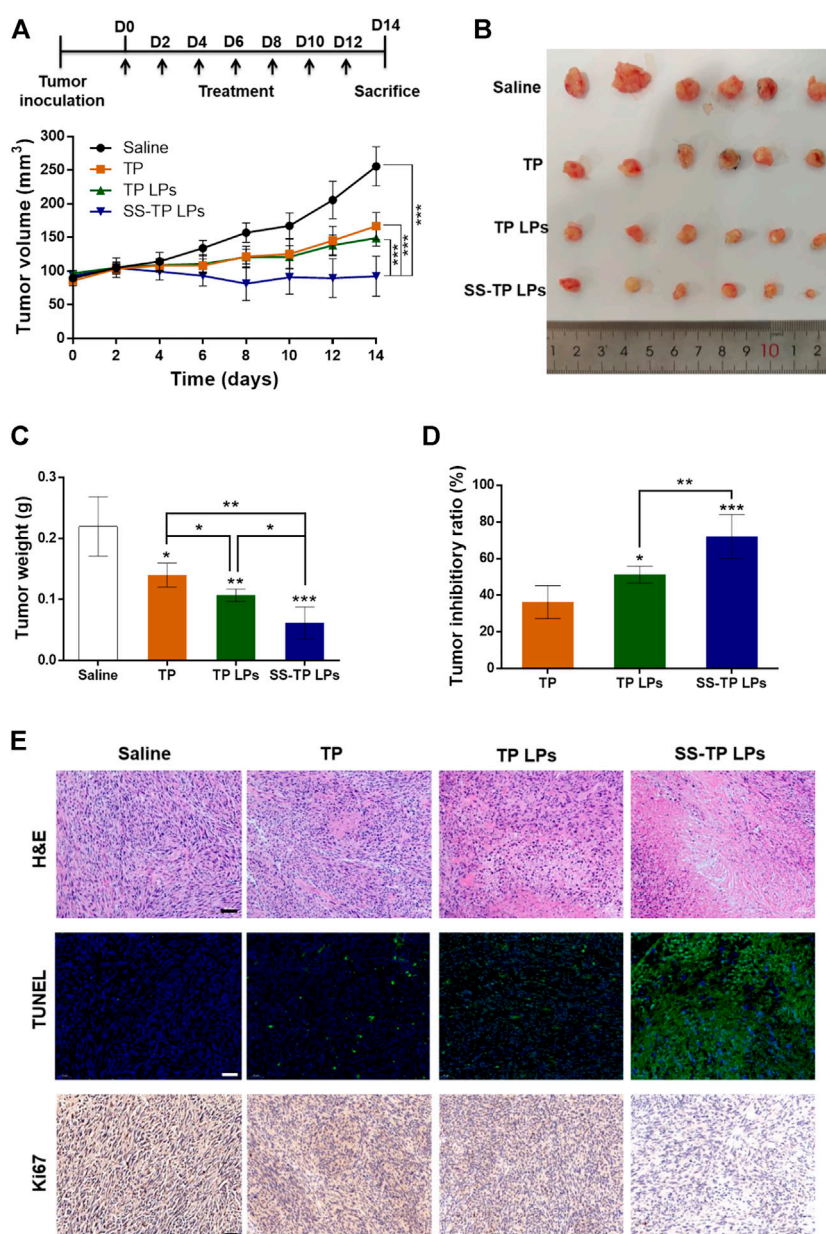 A
D0
D14
D2 D4 D6 D8 D10 D12
Tumor
inoculation
Treatment
Sacrifice
Tumor volume (mm³)
300
250
200
150
100
50
0
Saline
TP
TP LPs
SS-TP LPs
***
***
***
0 2 4 6 8 10 12 14
Time (days)
B
Saline
TP
TP LPs
SS-TP LPs
1 2 3 4 5 6 7 8 9 10 1 2
C
Tumor weight (g)
0.3
0.2
0.1
0.0
**
* *
*
**
***
Saline TP TP LPs SS-TP LPs
D
Tumor inhibitiory ratio (%)
100
80
60
40
20
0
**
*
***
TP TP LPs SS-TP LPs
E
Saline TP TP LPs SS-TP LPs
H&E
TUNEL
Ki67